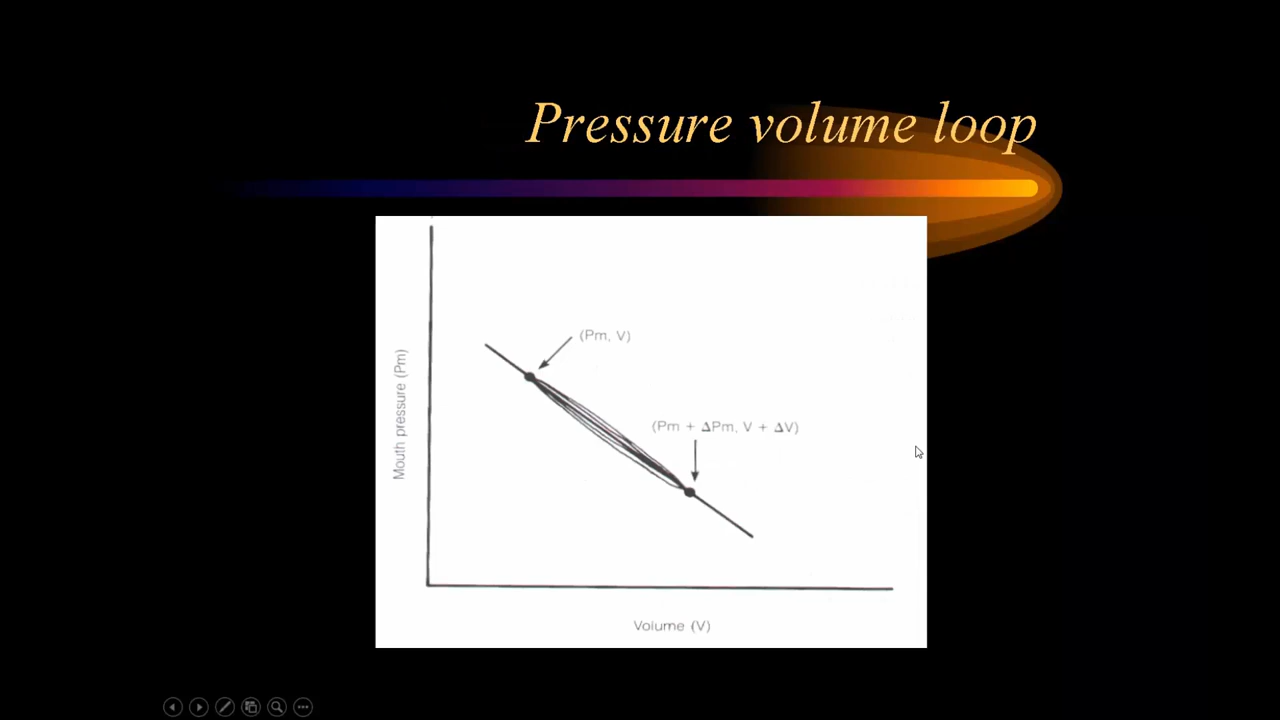 Pressure volume loop
(Pm, V)
(Pm + ΔPm, V + ΔV)
Mouth pressure (Pm)
Volume (V)